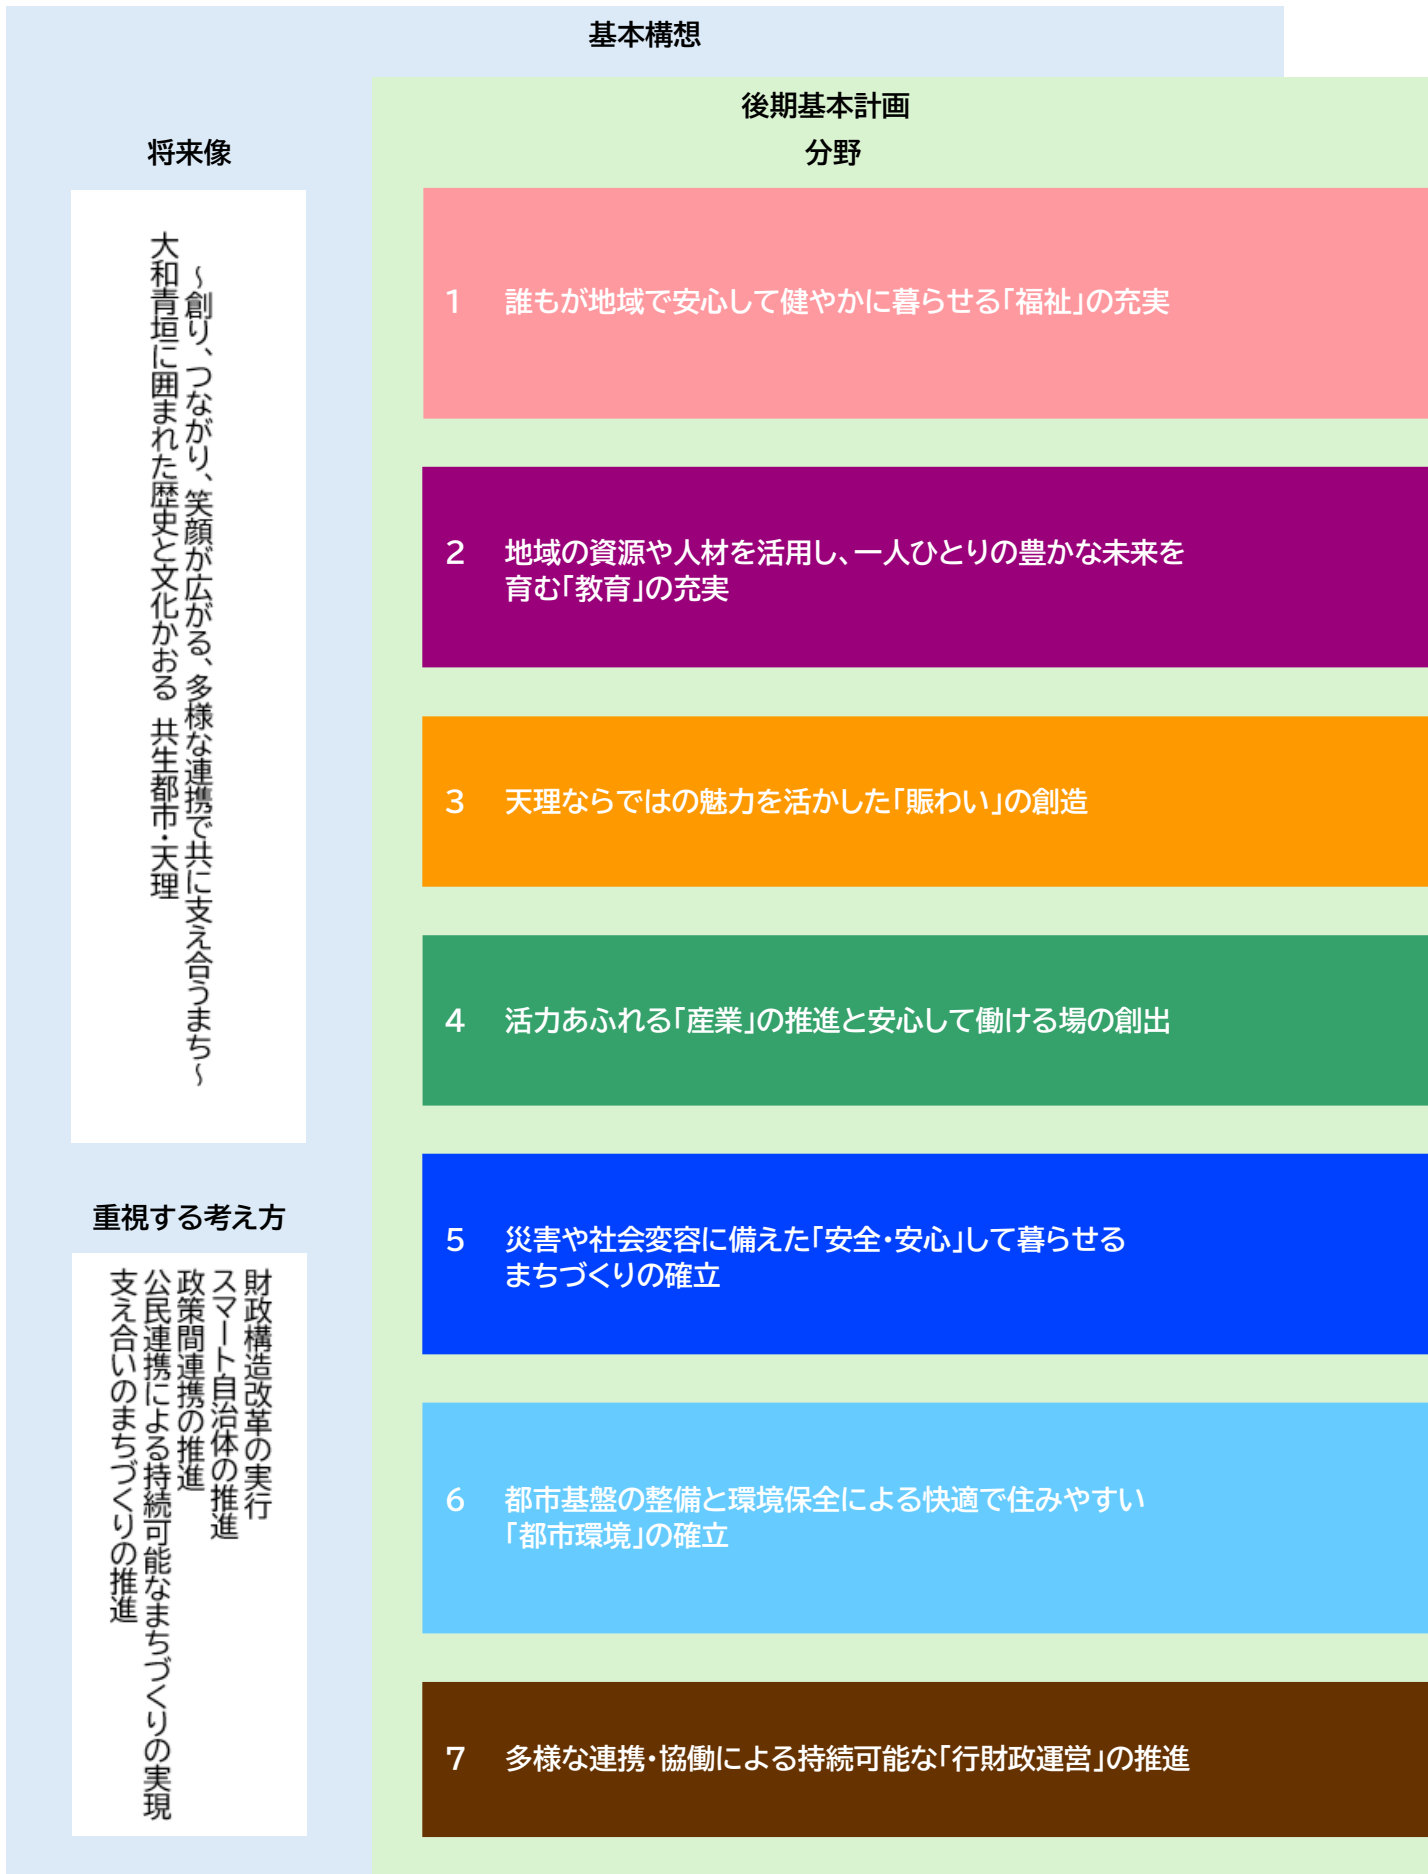 基本構想
後期基本計画
将来像
分野
～創り、つながり、笑顔が広がる、多様な連携で共に支え合うまち～
大和青垣に囲まれた歴史と文化かおる 共生都市・天理
重視する考え方
財政構造改革の実行
スマート自治体の推進
政策間連携の推進
公民連携による持続可能なまちづくりの実現
支え合いのまちづくりの推進
1 誰もが地域で安心して健やかに暮らせる「福祉」の充実
2 地域の資源や人材を活用し、一人ひとりの豊かな未来を
育む「教育」の充実
3 天理ならではの魅力を活かした「賑わい」の創造
4 活力あふれる「産業」の推進と安心して働ける場の創出
5 災害や社会変容に備えた「安全・安心」して暮らせる
まちづくりの確立
6 都市基盤の整備と環境保全による快適で住みやすい
「都市環境」の確立
7 多様な連携・協働による持続可能な「行財政運営」の推進